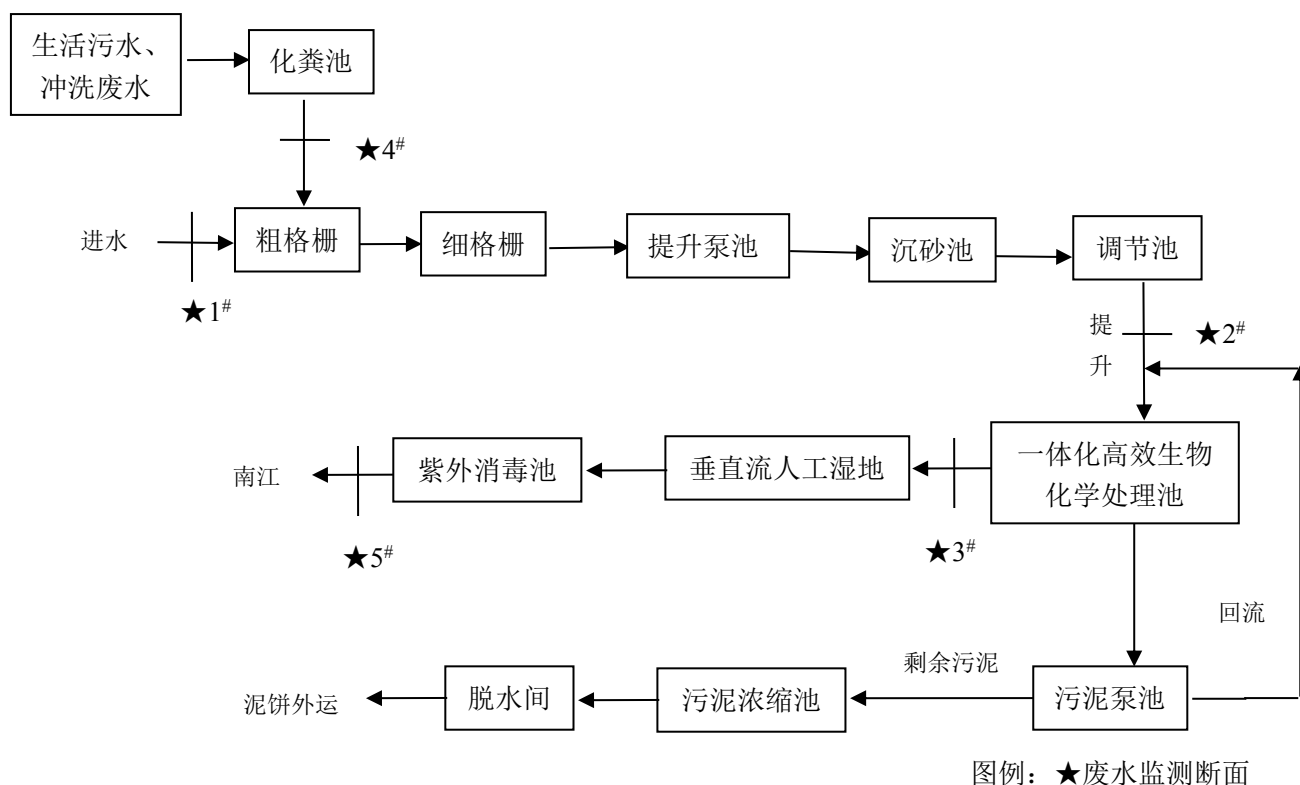 生活污水、
冲洗废水
化粪池
★4#
进水
粗格栅
细格栅
提升泵池
沉砂池
调节池
★1#
提
升
★2#
南江
紫外消毒池
垂直流人工湿地
一体化高效生物
化学处理池
★5#
★3#
回流
剩余污泥
泥饼外运
脱水间
污泥浓缩池
污泥泵池
图例：★废水监测断面